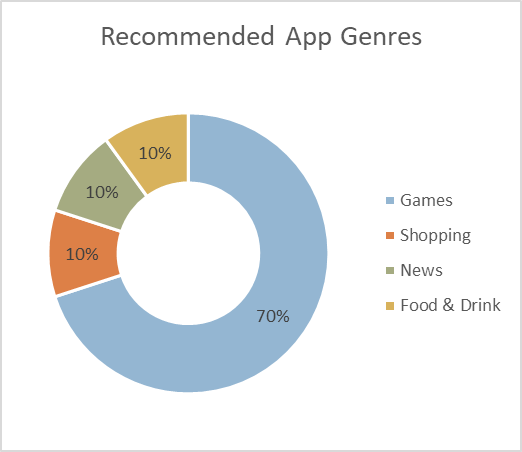 Recommended App Genres
10%
10%
10%
70%
Games
Shopping
News
Food & Drink